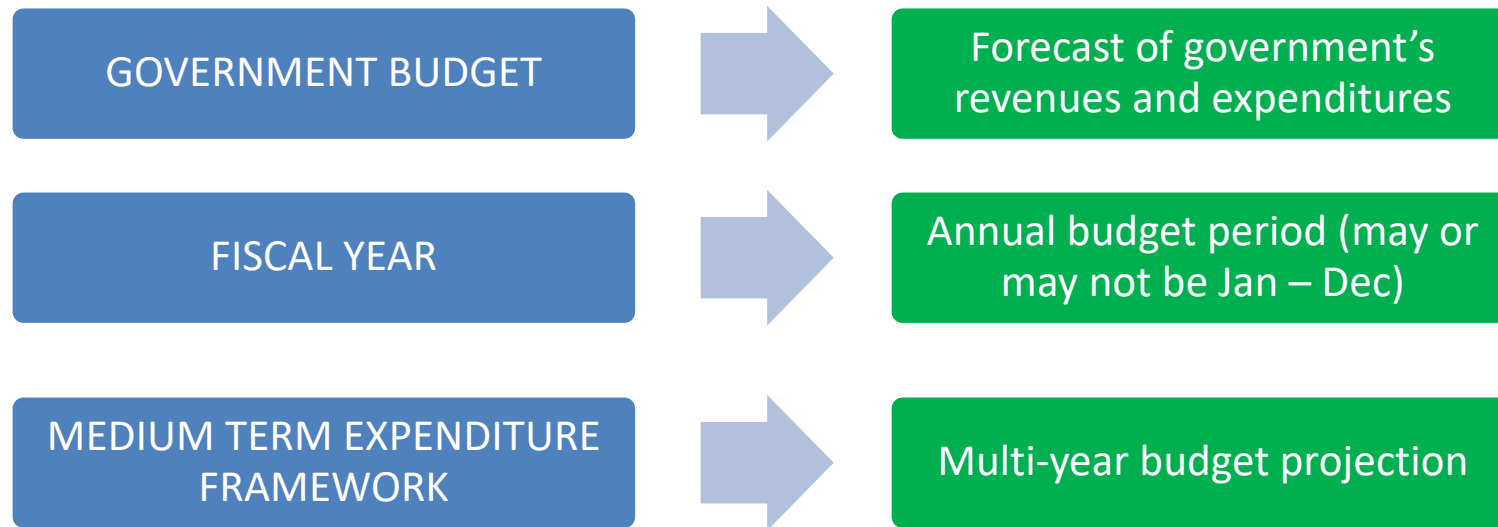 GOVERNMENT BUDGET
Forecast of government’s
revenues and expenditures
FISCAL YEAR
Annual budget period (may or
may not be Jan – Dec)
MEDIUM TERM EXPENDITURE
FRAMEWORK
Multi-year budget projection